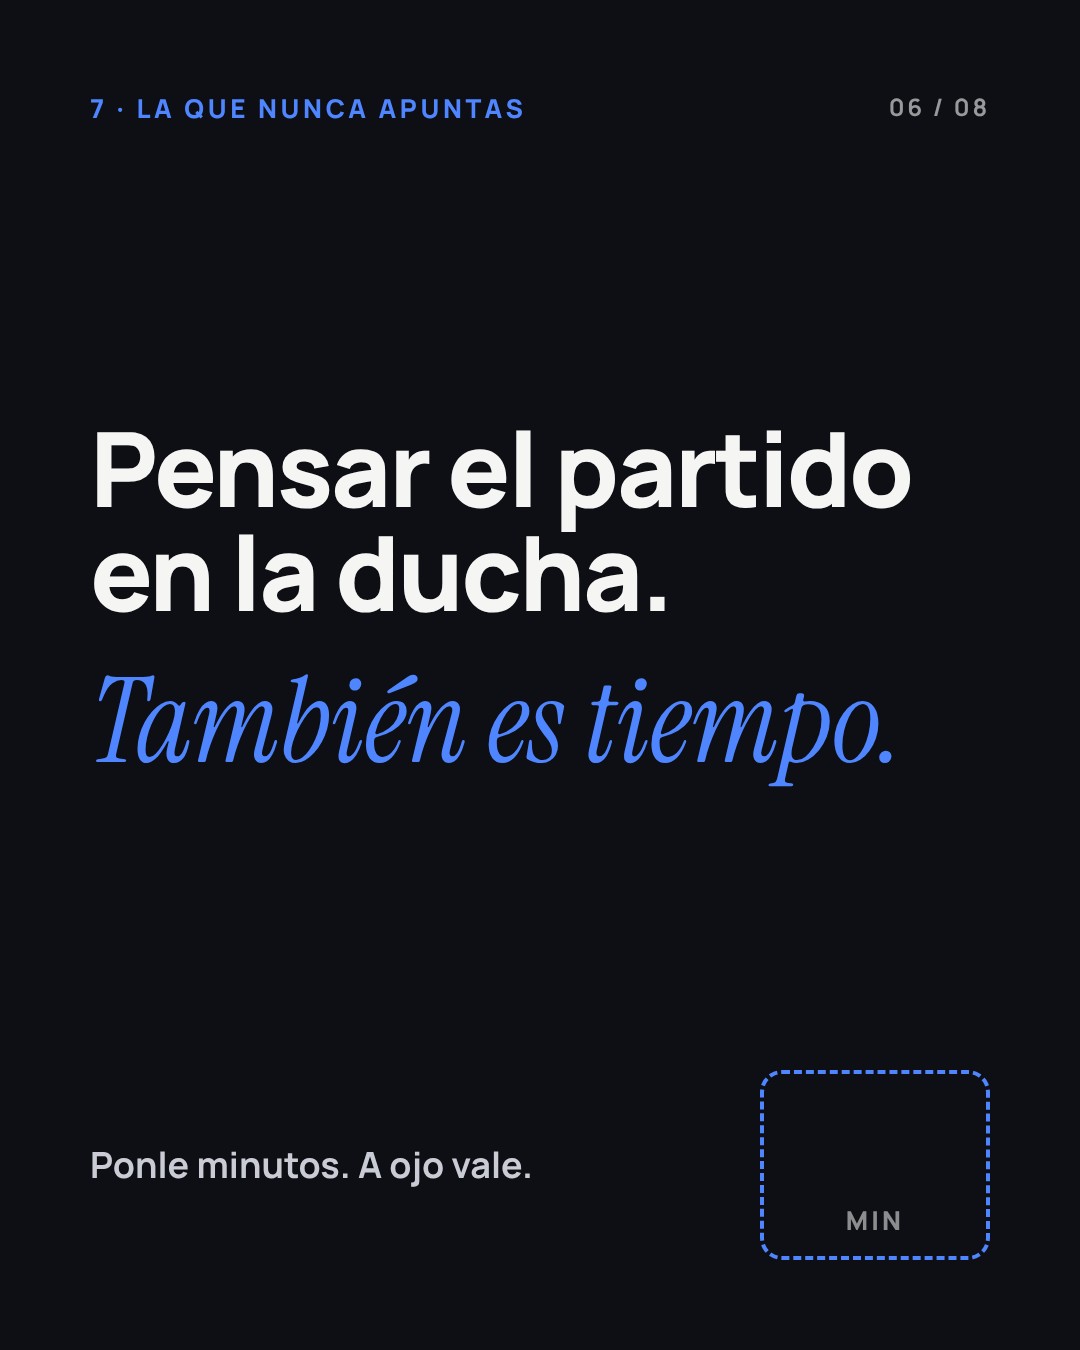 7 · LA QUE NUNCA APUNTAS
06 / 08
Pensar el partido
en la ducha.
También es tiempo.
Ponle minutos. A ojo vale.
MIN